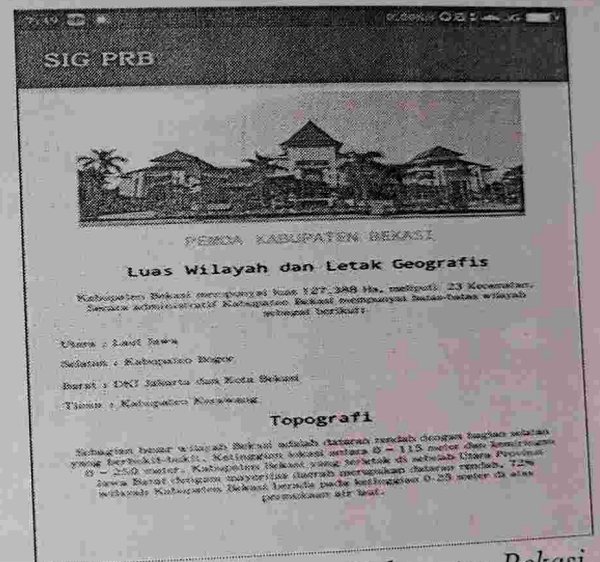 7:49
SIG PRB
PEMDA KABUPATEN BEKASI
Luas Wilayah dan Letak Geografis
Kabupaten Bekasi mempunyai luas 127.388 Ha, meliputi 23 Kecamatan.
Secara administratif Kabupaten Bekasi mempunyai batas-batas wilayah
sebagai berikut:
Utara : Laut Jawa
Selatan : Kabupaten Bogor
Barat : DKI Jakarta dan Kota Bekasi
Timur : Kabupaten Karawang
Topografi
Sebagian besar wilayah Bekasi adalah dataran rendah dengan bagian selatan
yang berbukit-bukit. Ketinggian lokasi antara 0 – 115 meter dan kemiringan
0 – 250 meter. Kabupaten Bekasi yang terletak di sebelah Utara Provinsi
Jawa Barat dengan mayoritas daerah merupakan dataran rendah, 72%
wilayah Kabupaten Bekasi berada pada ketinggian 0-25 meter di atas
permukaan air laut.
Bekasi